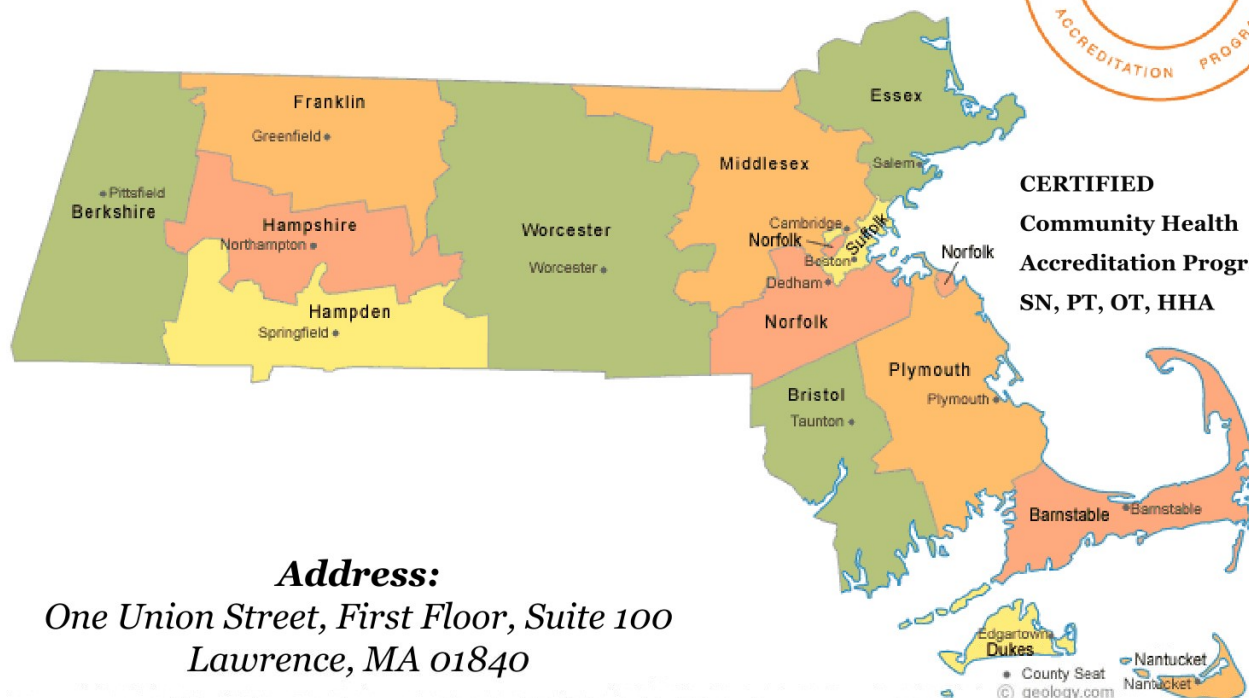 ACCREDITATION PROGRA
Essex
Franklin
Greenfield
Middlesex
Salem
Pittsfield
Berkshire
Hampshire
Northampton
Worcester
Worcester
Cambridge
Norfolk
Suffolk
Boston
Dedham
Norfolk
Norfolk
CERTIFIED
Community Health
Accreditation Progr
SN, PT, OT, HHA
Hampden
Springfield
Plymouth
Plymouth
Bristol
Taunton
Barnstable
Barnstable
Address:
One Union Street, First Floor, Suite 100
Lawrence, MA 01840
Edgartown
Dukes
County Seat
© geology.com
Nantucket
Nantucket